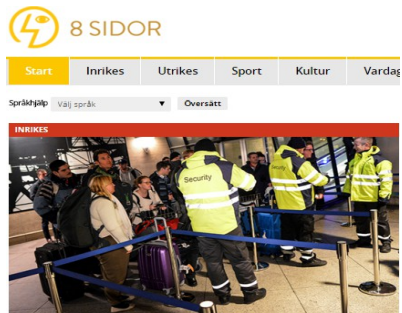 8 SIDOR
Start Inrikes Utrikes Sport Kultur Vardag
Språkhjälp Välj språk Översätt
INRIKES
Security